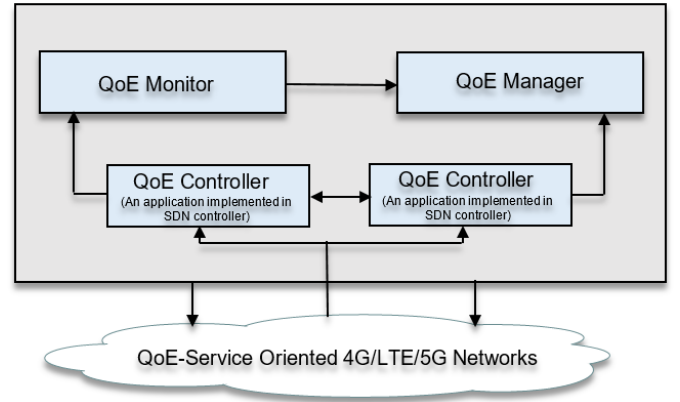 QoE Monitor
QoE Manager
QoE Controller
(An application implemented in
SDN controller)
QoE Controller
(An application implemented in
SDN controller)
QoE-Service Oriented 4G/LTE/5G Networks